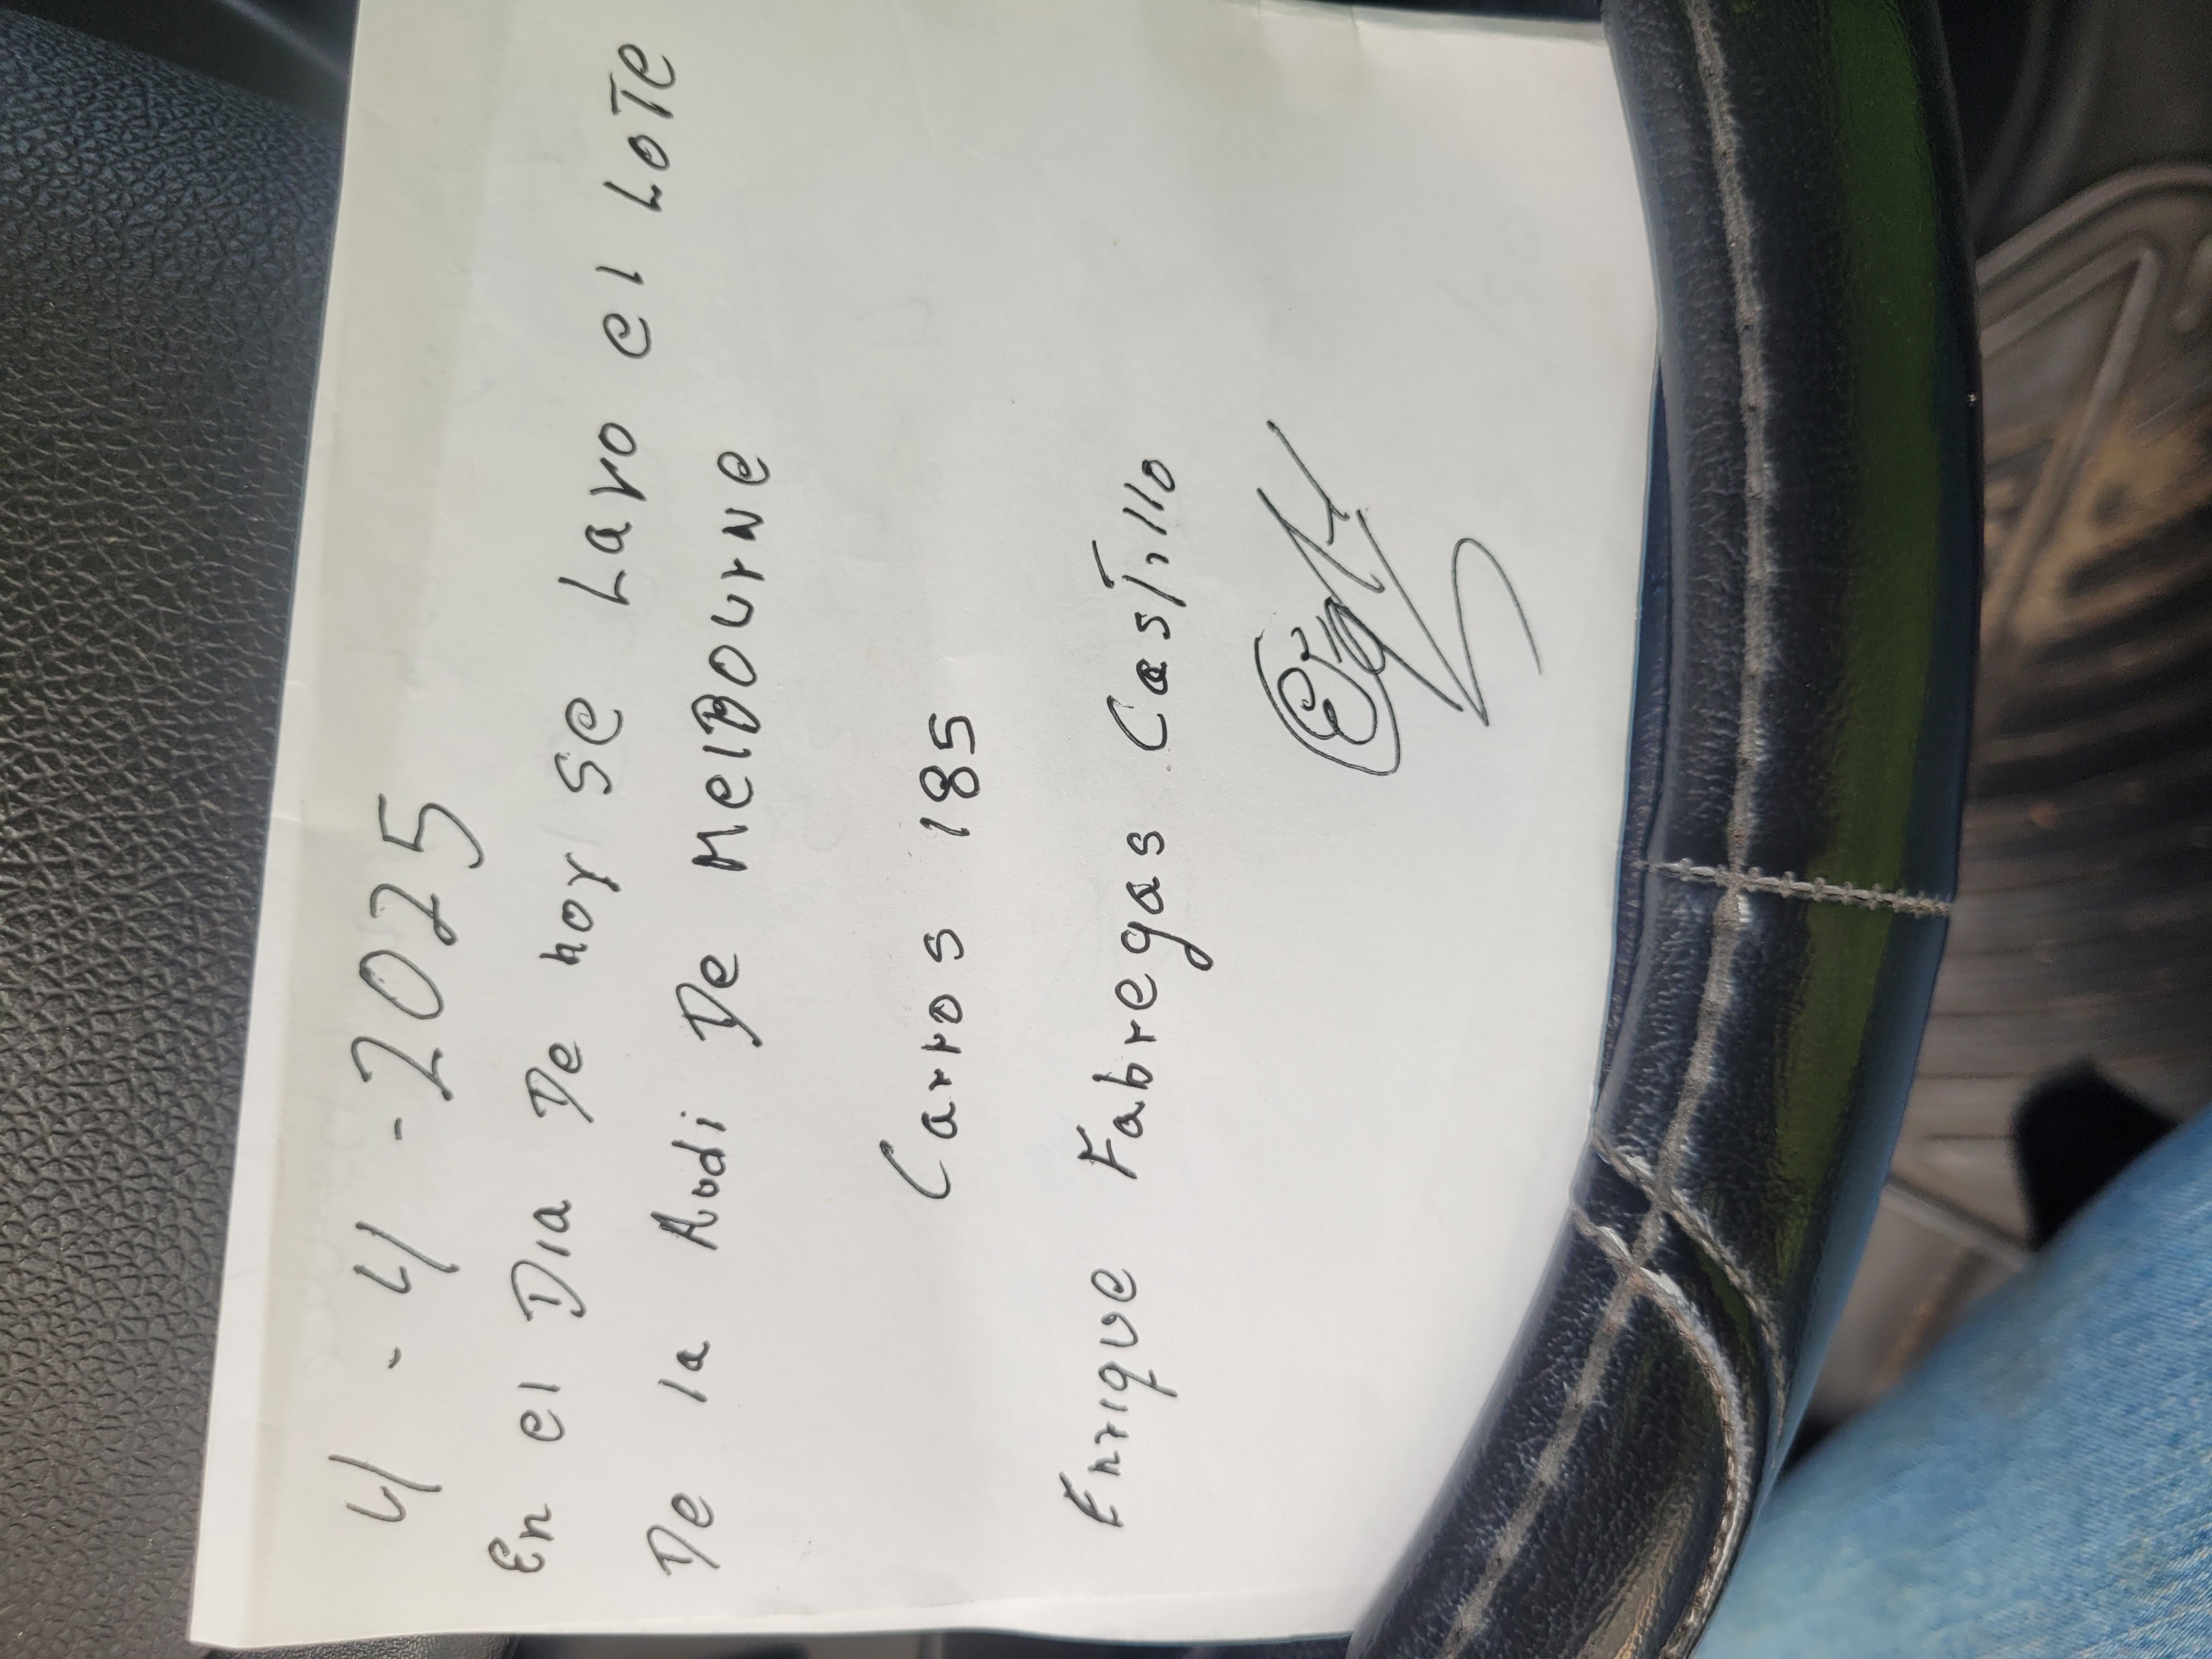 4-4-2025
En el Dia De hoy se Lavo el LoTe
De la Audi De MelBourne
Carros 185
Enrique Fabregas Castillo